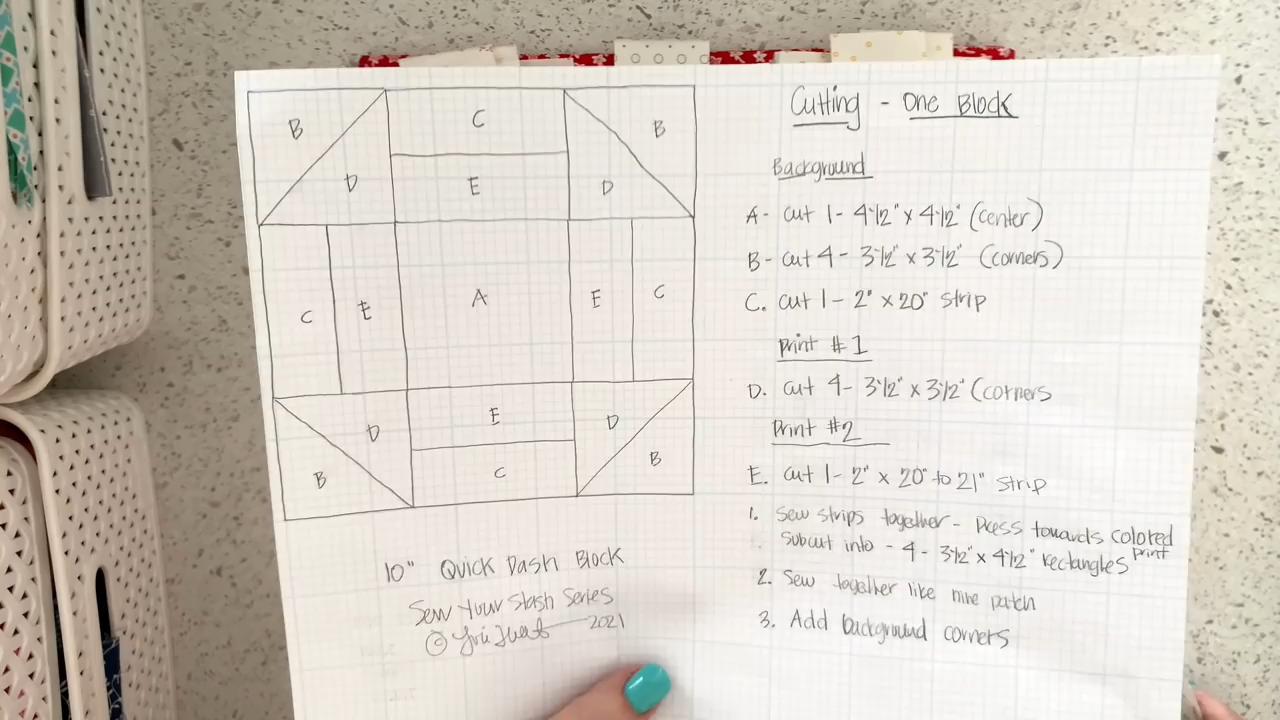 B
C
B
D
E
D
C
E
A
E
C
D
E
D
B
C
B
10" Quick Dash Block
Sew Your Stash Series
© 2021
Cutting - One Block
Background
A- cut 1- 4 1/2" x 4 1/2" (center)
B- cut 4- 3 1/2" x 3 1/2" (corners)
C. cut 1- 2" x 20" strip
Print #1
D. cut 4- 3 1/2" x 3 1/2" (corners
Print #2
E. cut 1- 2" x 20" to 21" strip
1. Sew strips together - Press towards colored print
subcut into - 4- 3 1/2" x 4 1/2" rectangles
2. Sew together like nine patch
3. Add background corners